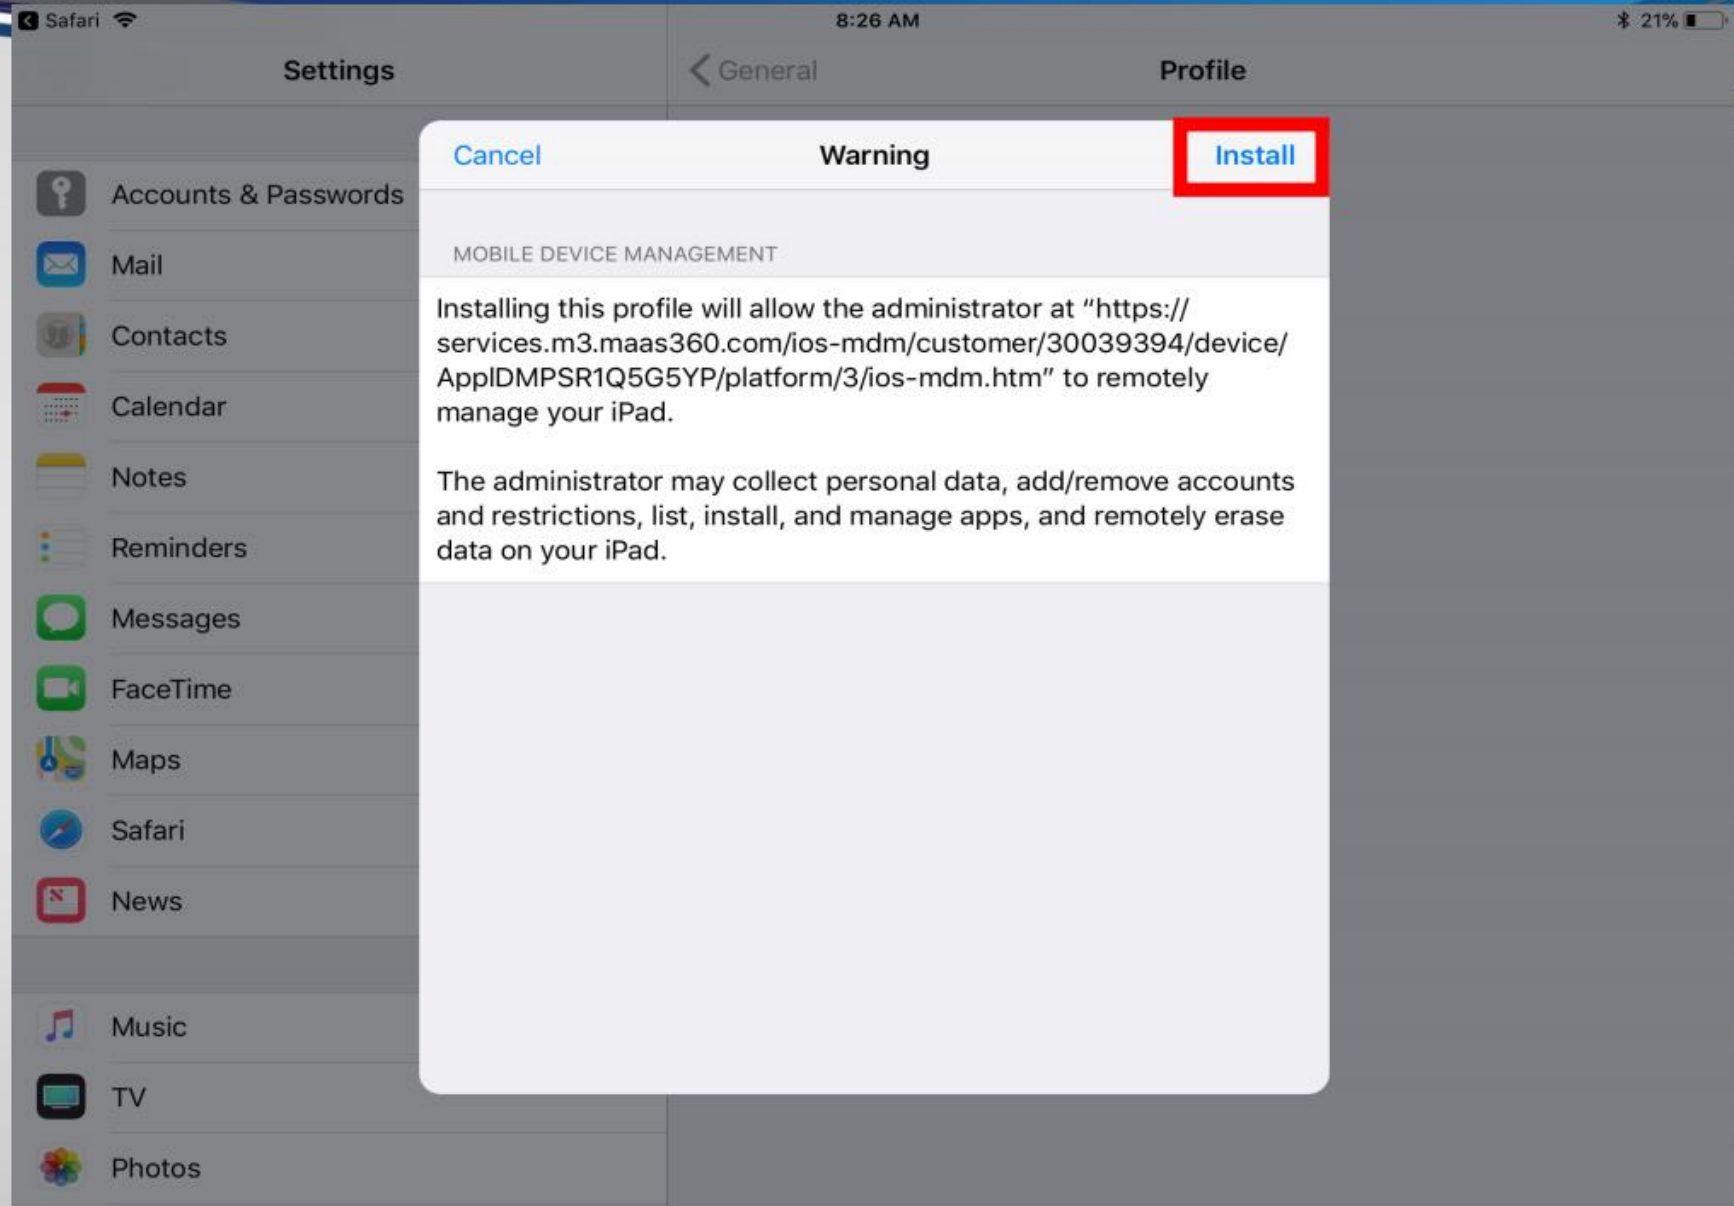 Safari
8:26 AM
21%
Settings
General
Profile
Cancel
Warning
Install
Accounts & Passwords
Mail
Contacts
Calendar
Notes
Reminders
Messages
FaceTime
Maps
Safari
News
Music
TV
Photos
MOBILE DEVICE MANAGEMENT
Installing this profile will allow the administrator at “https://
services.m3.maas360.com/ios-mdm/customer/30039394/device/
ApplDMPSR1Q5G5YP/platform/3/ios-mdm.htm” to remotely
manage your iPad.
The administrator may collect personal data, add/remove accounts
and restrictions, list, install, and manage apps, and remotely erase
data on your iPad.